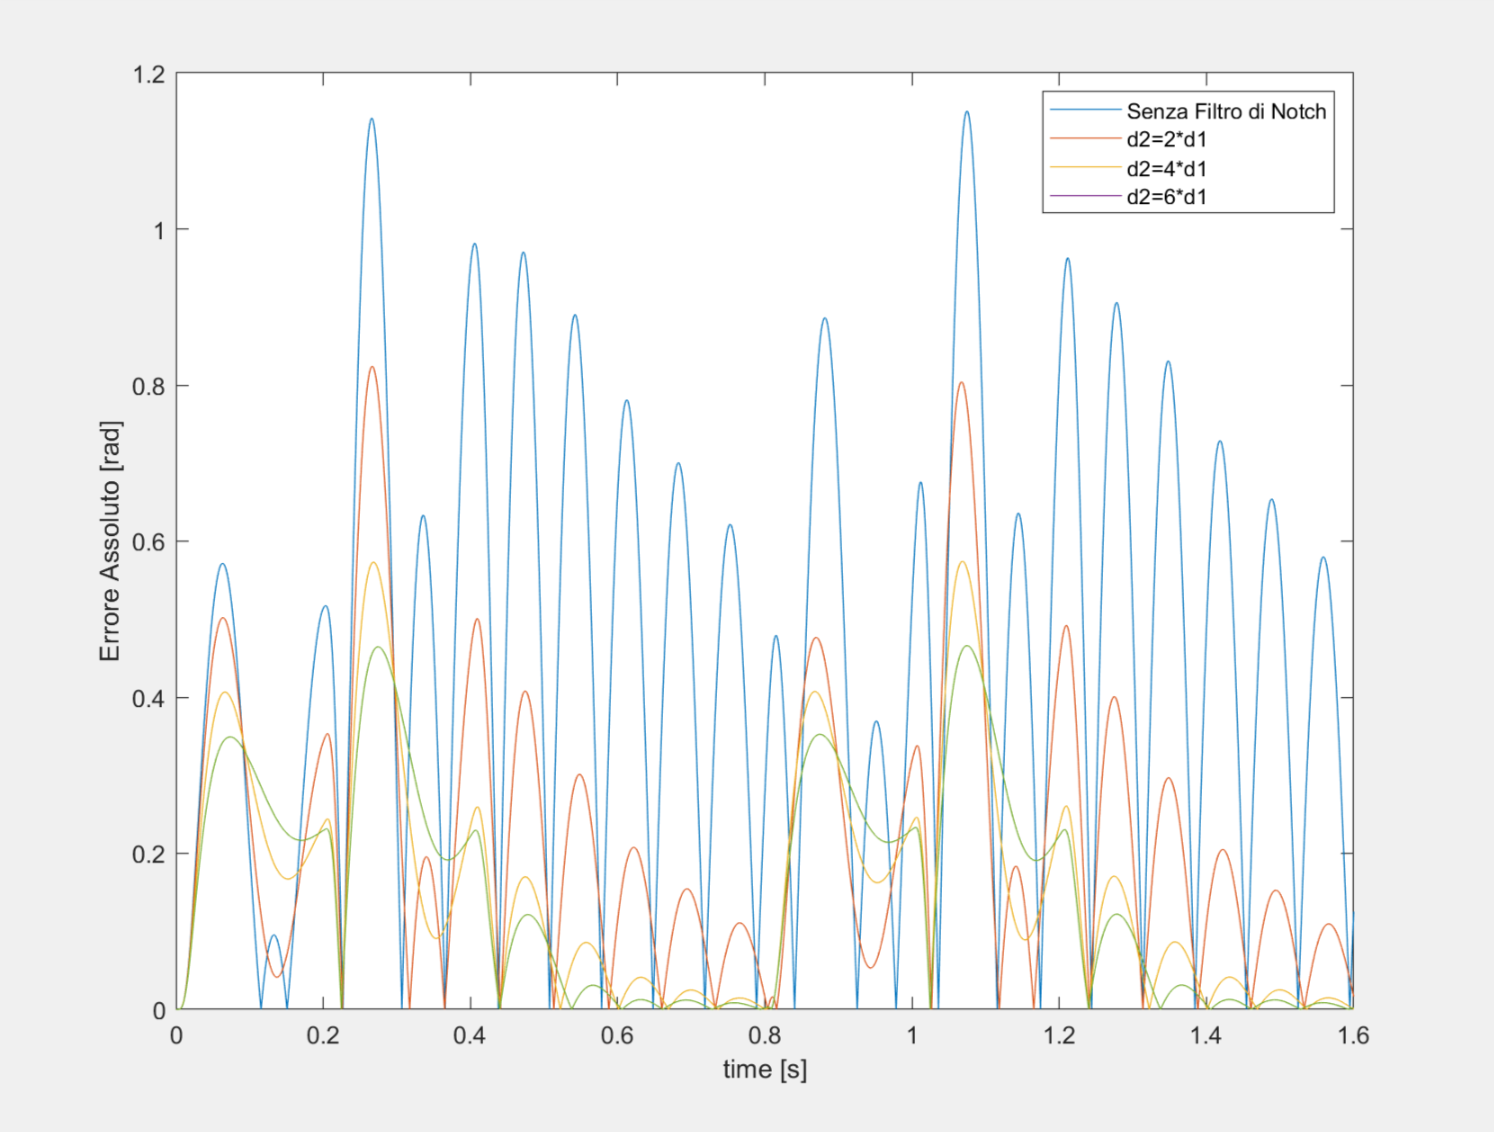 1.2
1
0.8
0.6
0.4
0.2
0
Errore Assoluto [rad]
Senza Filtro di Notch
d2=2*d1
d2=4*d1
d2=6*d1
0 0.2 0.4 0.6 0.8 1 1.2 1.4 1.6
time [s]